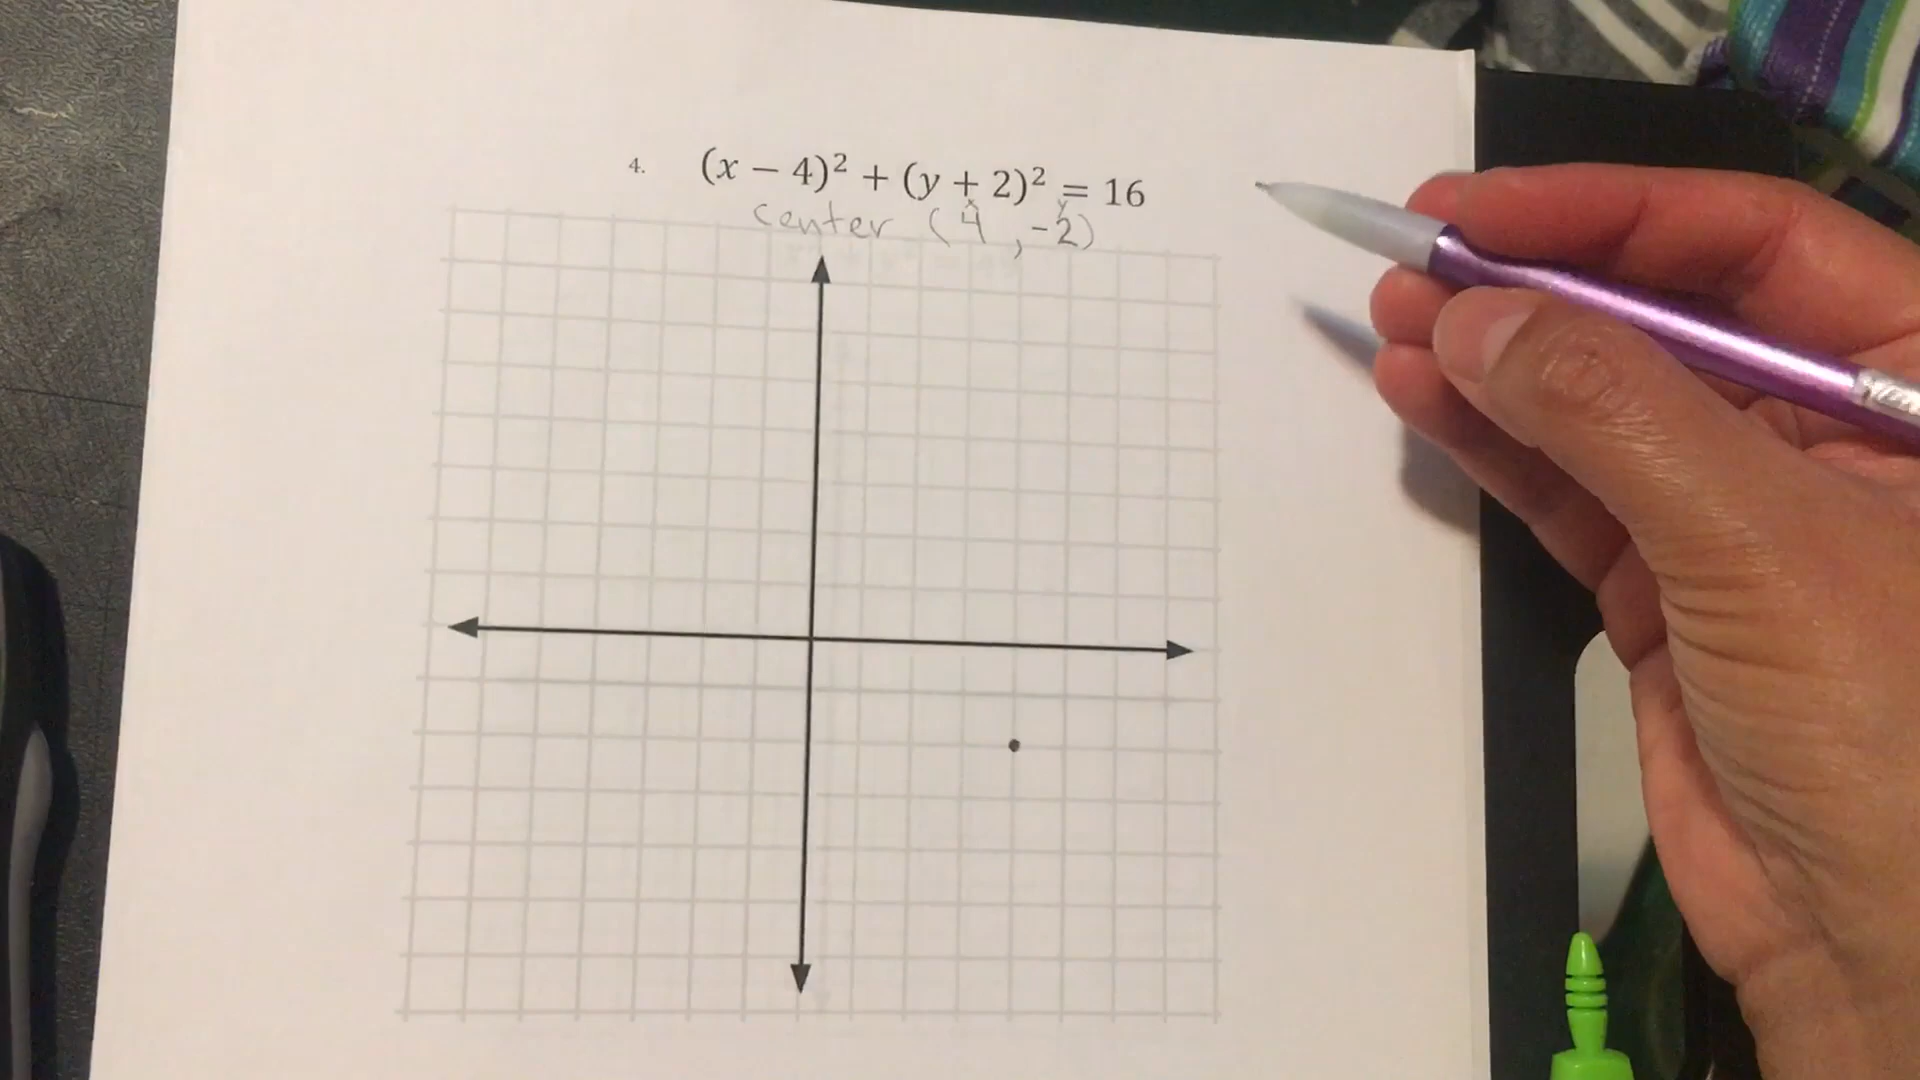 4. (x − 4)² + (y + 2)² = 16
x y
center (4, -2)